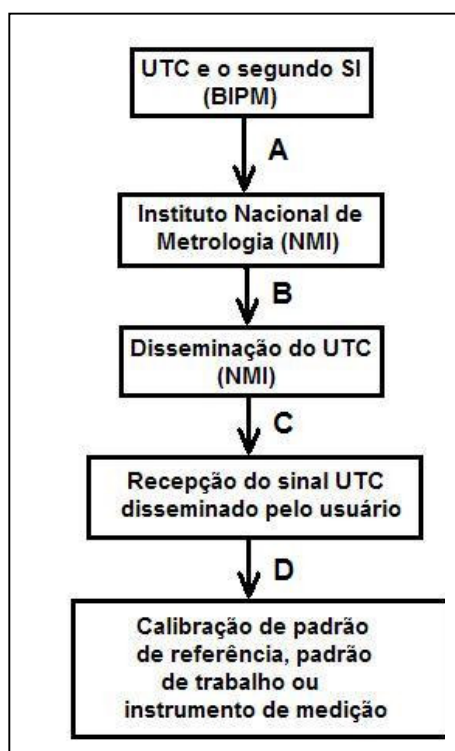 UTC e o segundo SI
(BIPM)
A
Instituto Nacional de
Metrologia (NMI)
B
Disseminação do UTC
(NMI)
C
Recepção do sinal UTC
disseminado pelo usuário
D
Calibração de padrão
de referência, padrão
de trabalho ou
instrumento de medição